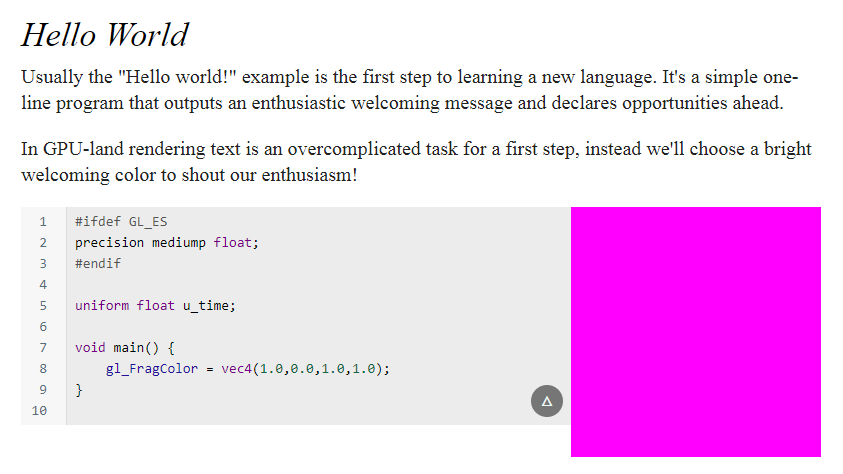 Hello World
Usually the "Hello world!" example is the first step to learning a new language. It's a simple one-
line program that outputs an enthusiastic welcoming message and declares opportunities ahead.
In GPU-land rendering text is an overcomplicated task for a first step, instead we'll choose a bright
welcoming color to shout our enthusiasm!
1 #ifdef GL_ES
2 precision mediump float;
3 #endif
4
5 uniform float u_time;
6
7 void main() {
8     gl_FragColor = vec4(1.0,0.0,1.0,1.0);
9 }
10